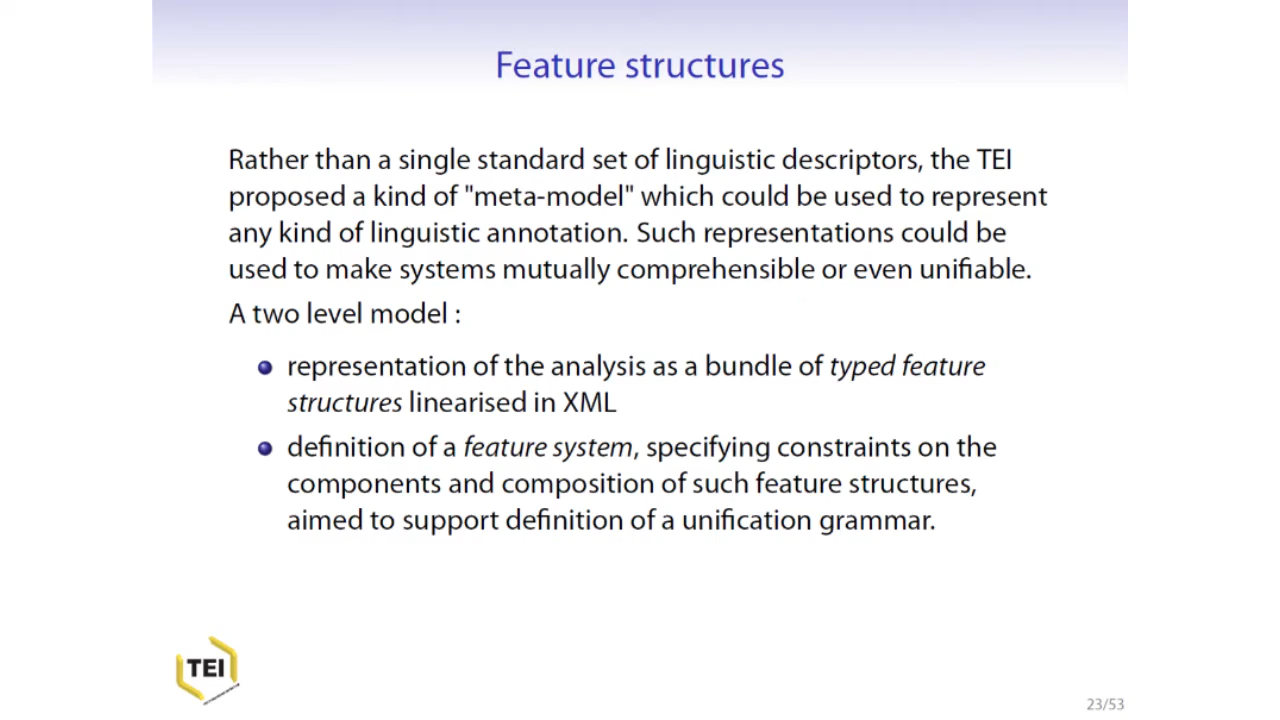 Feature structures
Rather than a single standard set of linguistic descriptors, the TEI
proposed a kind of "meta-model" which could be used to represent
any kind of linguistic annotation. Such representations could be
used to make systems mutually comprehensible or even unifiable.
A two level model :
representation of the analysis as a bundle of typed feature
structures linearised in XML
definition of a feature system, specifying constraints on the
components and composition of such feature structures,
aimed to support definition of a unification grammar.
TEI
23/53